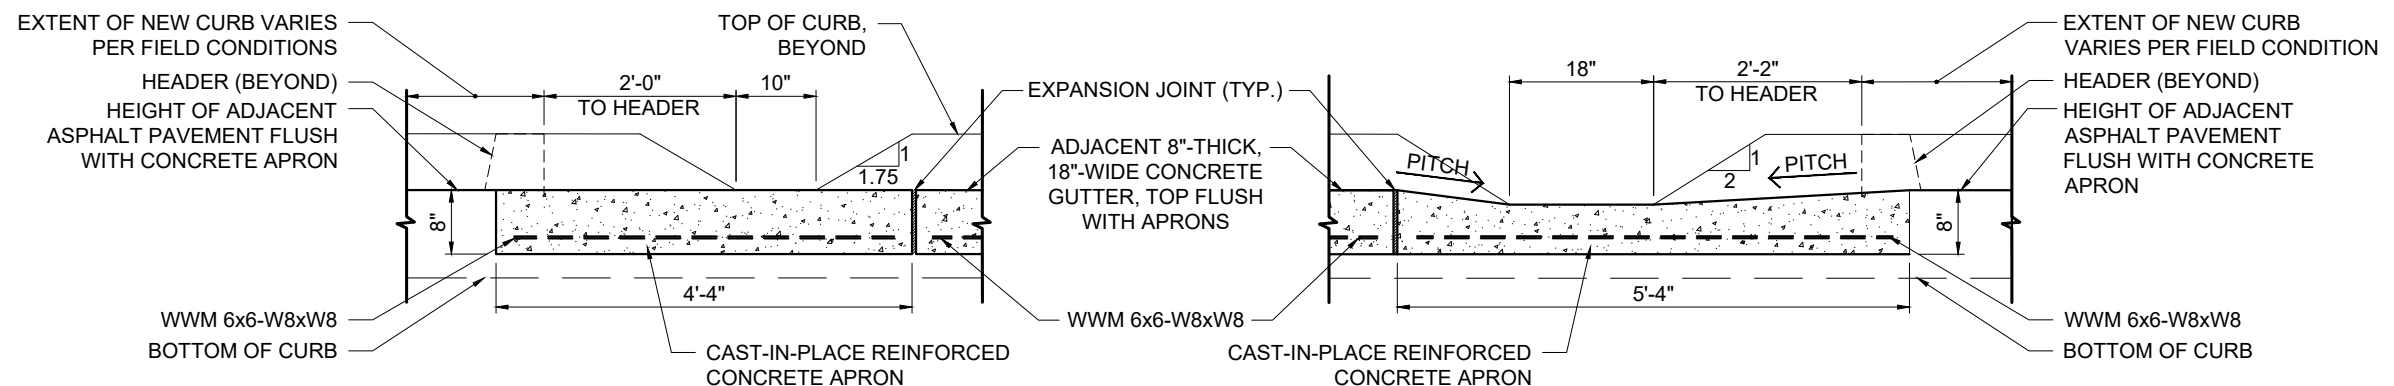 EXTENT OF NEW CURB VARIES
PER FIELD CONDITIONS
HEADER (BEYOND)
HEIGHT OF ADJACENT
ASPHALT PAVEMENT FLUSH
WITH CONCRETE APRON
WWM 6x6-W8xW8
BOTTOM OF CURB
2'-0"
TO HEADER
10"
TOP OF CURB,
BEYOND
1
1.75
8"
4'-4"
CAST-IN-PLACE REINFORCED
CONCRETE APRON
EXPANSION JOINT (TYP.)
ADJACENT 8"-THICK,
18"-WIDE CONCRETE
GUTTER, TOP FLUSH
WITH APRONS
WWM 6x6-W8xW8
18"
2'-2"
TO HEADER
PITCH
1
2
PITCH
8"
5'-4"
CAST-IN-PLACE REINFORCED
CONCRETE APRON
EXTENT OF NEW CURB
VARIES PER FIELD CONDITION
HEADER (BEYOND)
HEIGHT OF ADJACENT
ASPHALT PAVEMENT
FLUSH WITH CONCRETE
APRON
WWM 6x6-W8xW8
BOTTOM OF CURB